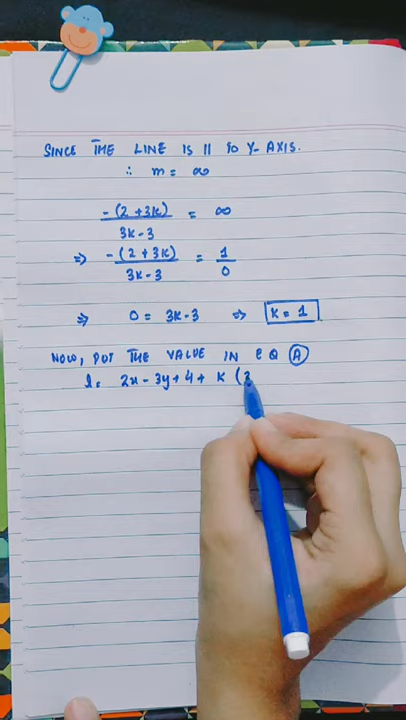 SINCE THE LINE IS || TO Y-AXIS.
∴ m = ∞
-(2+3K)/3K-3 = ∞
=> -(2+3K)/3K-3 = 1/0
=> 0 = 3K-3 => K = 1
NOW, PUT THE VALUE IN EQ A
l = 2x - 3y + 4 + K (3